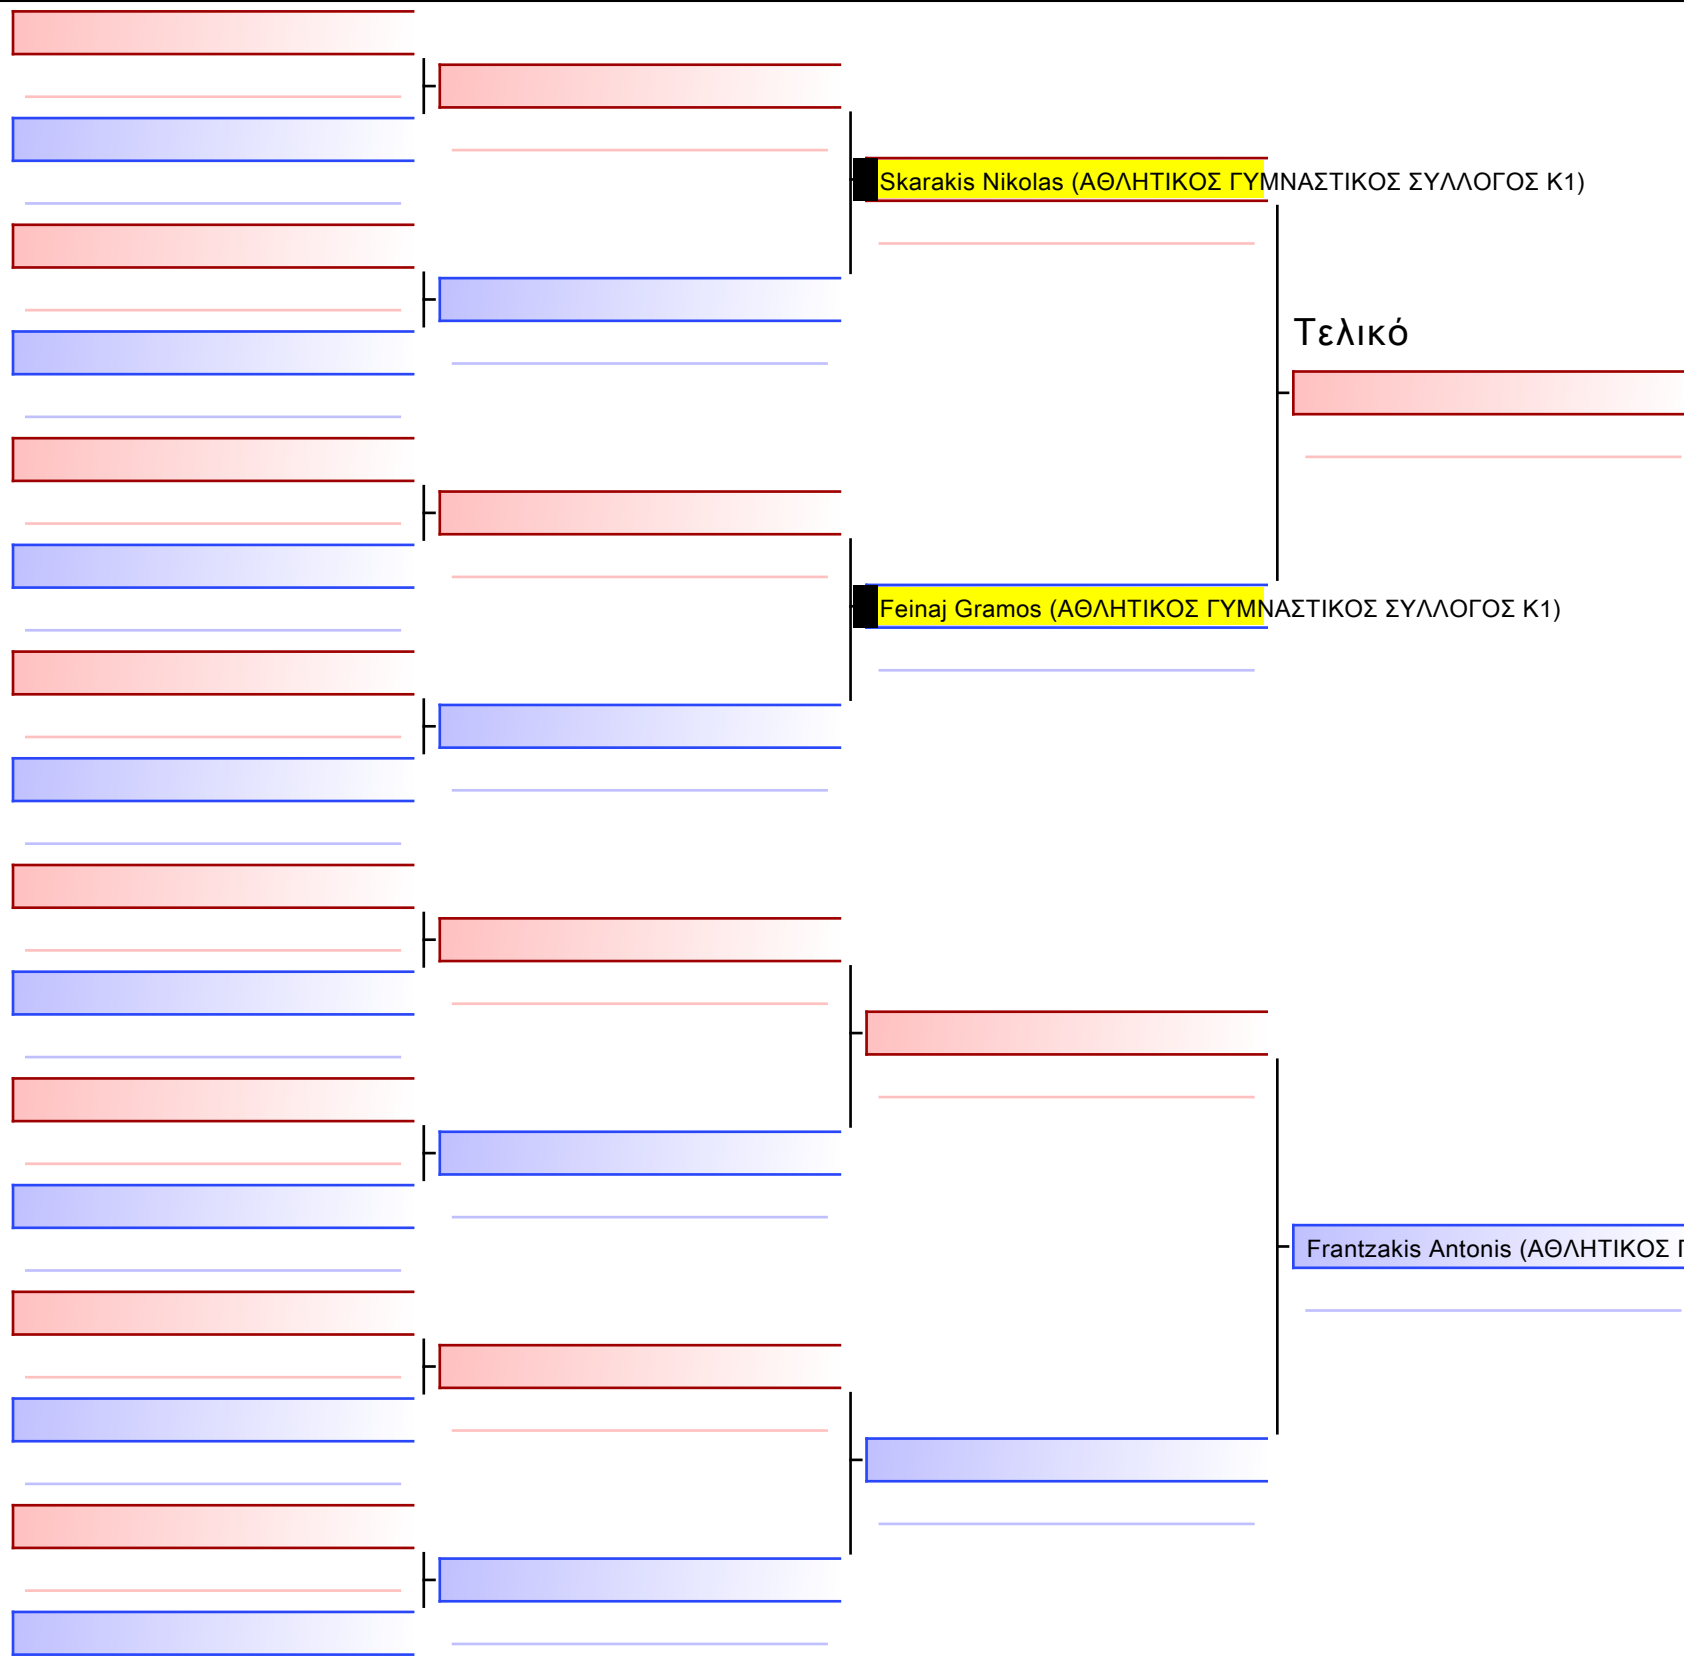 Skarakis Nikolas (ΑΘΛΗΤΙΚΟΣ ΓΥΜΝΑΣΤΙΚΟΣ ΣΥΛΛΟΓΟΣ Κ1)
Τελικό
Feinaj Gramos (ΑΘΛΗΤΙΚΟΣ ΓΥΜΝΑΣΤΙΚΟΣ ΣΥΛΛΟΓΟΣ Κ1)
Frantzakis Antonis (ΑΘΛΗΤΙΚΟΣ